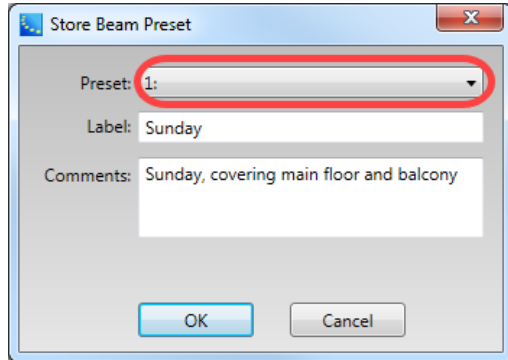 Store Beam Preset
Preset: 1:
Label: Sunday
Comments: Sunday, covering main floor and balcony
OK Cancel